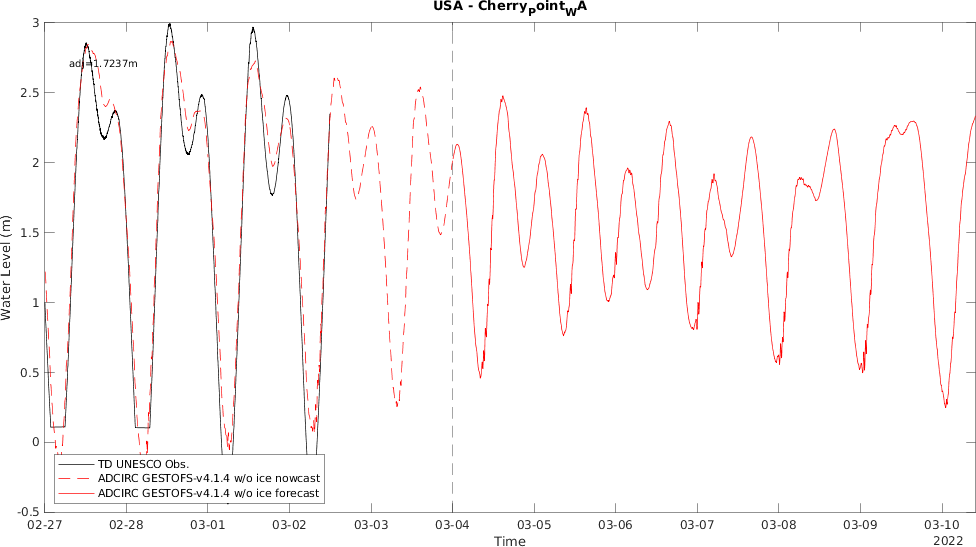 USA - CherryPointWA
3
2.5
2
1.5
1
0.5
0
-0.5
Water Level (m)
adj=1.7237m
TD UNESCO Obs.
ADCIRC GESTOFS-v4.1.4 w/o ice nowcast
ADCIRC GESTOFS-v4.1.4 w/o ice forecast
02-27 02-28 03-01 03-02 03-03 03-04 03-05 03-06 03-07 03-08 03-09 03-10
Time
2022